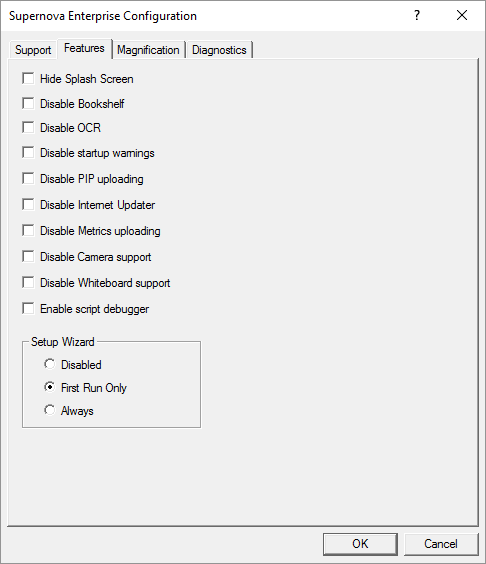 Supernova Enterprise Configuration ?
Support Features Magnification Diagnostics
Hide Splash Screen
Disable Bookshelf
Disable OCR
Disable startup warnings
Disable PIP uploading
Disable Internet Updater
Disable Metrics uploading
Disable Camera support
Disable Whiteboard support
Enable script debugger
Setup Wizard
Disabled
First Run Only
Always
OK Cancel